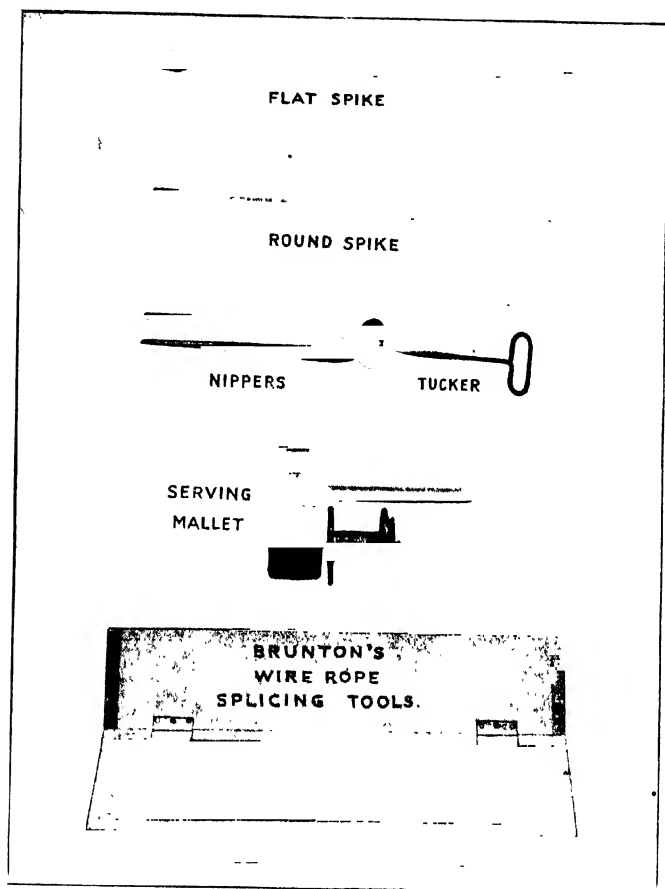 FLAT SPIKE
ROUND SPIKE
NIPPERS TUCKER
SERVING
MALLET
BRUNTON'S
WIRE ROPE
SPLICING TOOLS.